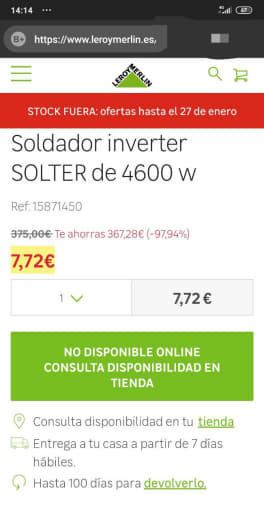 14:14 ...
4G 47
B+ https://www.leroymerlin.es,
LEROY MERLIN
STOCK FUERA: ofertas hasta el 27 de enero
Soldador inverter
SOLTER de 4600 w
Ref: 15871450
375,00€ Te ahorras 367,28€ (-97,94%)
7,72€
1 7,72 €
NO DISPONIBLE ONLINE
CONSULTA DISPONIBILIDAD EN
TIENDA
Consulta disponibilidad en tu tienda
Entrega a tu casa a partir de 7 días
hábiles.
Hasta 100 días para devolverlo.